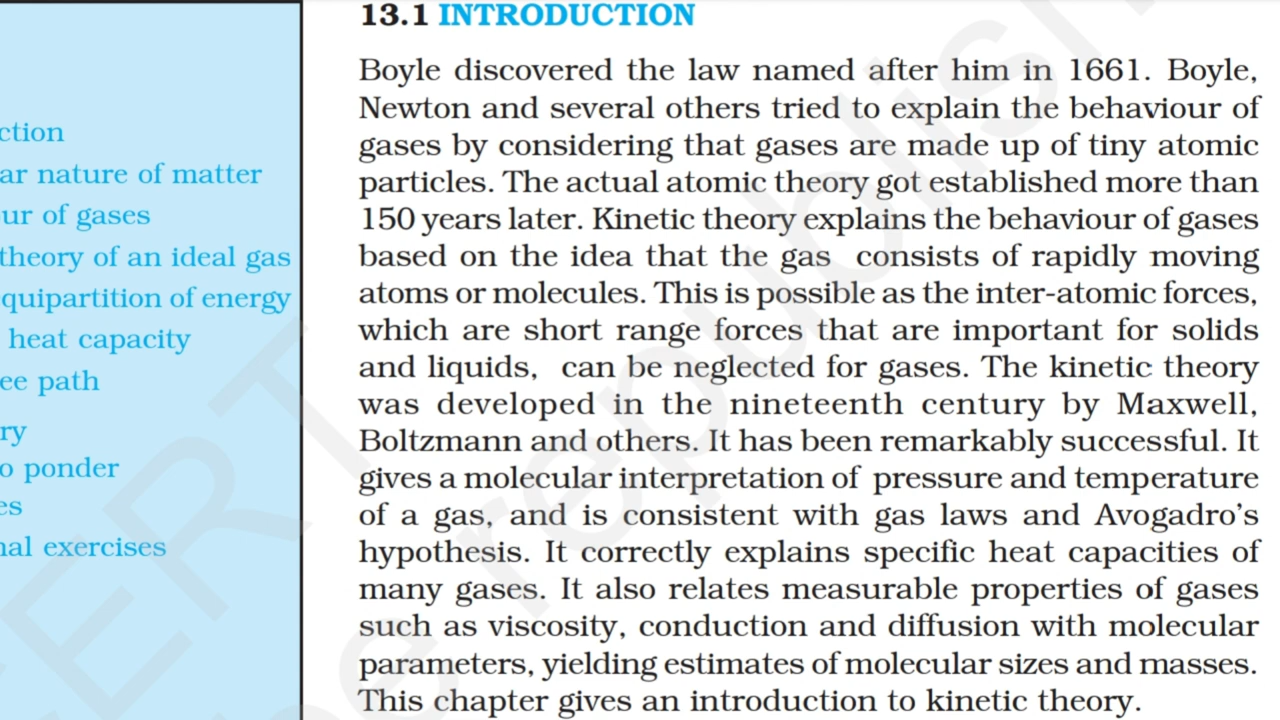 13.1 INTRODUCTION
Boyle discovered the law named after him in 1661. Boyle,
Newton and several others tried to explain the behaviour of
gases by considering that gases are made up of tiny atomic
particles. The actual atomic theory got established more than
150 years later. Kinetic theory explains the behaviour of gases
based on the idea that the gas consists of rapidly moving
atoms or molecules. This is possible as the inter-atomic forces,
which are short range forces that are important for solids
and liquids, can be neglected for gases. The kinetic theory
was developed in the nineteenth century by Maxwell,
Boltzmann and others. It has been remarkably successful. It
gives a molecular interpretation of pressure and temperature
of a gas, and is consistent with gas laws and Avogadro's
hypothesis. It correctly explains specific heat capacities of
many gases. It also relates measurable properties of gases
such as viscosity, conduction and diffusion with molecular
parameters, yielding estimates of molecular sizes and masses.
This chapter gives an introduction to kinetic theory.
ction
ar nature of matter
ur of gases
theory of an ideal gas
quipartition of energy
heat capacity
ee path
ry
o ponder
es
nal exercises